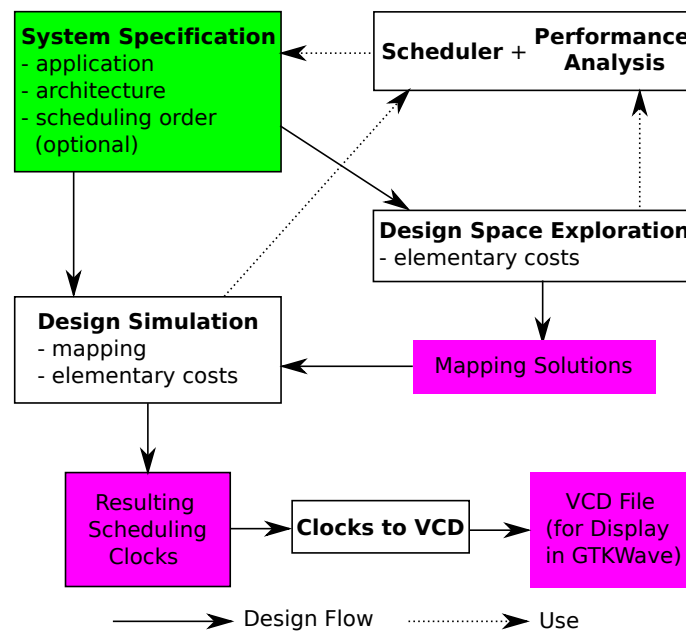 System Specification
- application
- architecture
- scheduling order
(optional)
Scheduler + Performance
Analysis
Design Space Exploration
- elementary costs
Design Simulation
- mapping
- elementary costs
Mapping Solutions
Resulting
Scheduling
Clocks
Clocks to VCD
VCD File
(for Display
in GTKWave)
Design Flow
Use